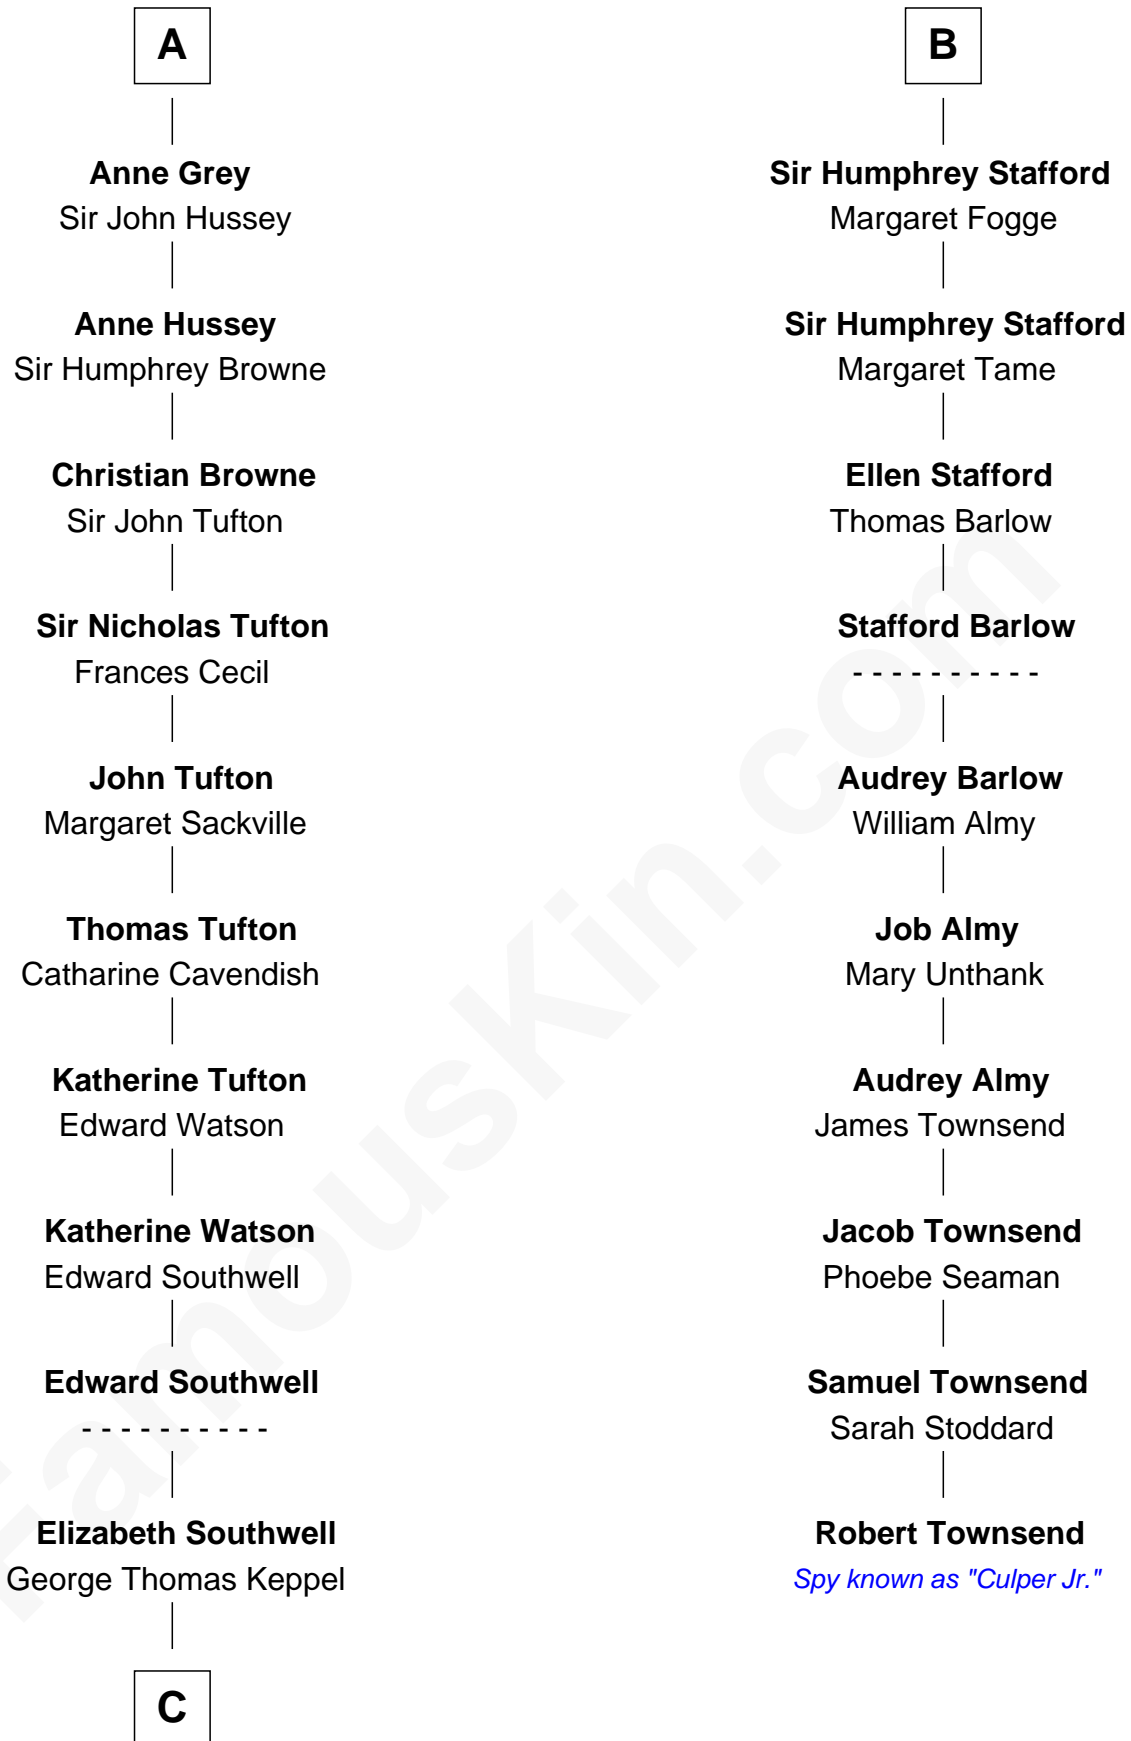 A
Anne Grey
Sir John Hussey
Anne Hussey
Sir Humphrey Browne
Christian Browne
Sir John Tufton
Sir Nicholas Tufton
Frances Cecil
John Tufton
Margaret Sackville
Thomas Tufton
Catharine Cavendish
Katherine Tufton
Edward Watson
Katherine Watson
Edward Southwell
Edward Southwell
- - - - - - - - - -
Elizabeth Southwell
George Thomas Keppel
C
B
Sir Humphrey Stafford
Margaret Fogge
Sir Humphrey Stafford
Margaret Tame
Ellen Stafford
Thomas Barlow
Stafford Barlow
- - - - - - - - - -
Audrey Barlow
William Almy
Job Almy
Mary Unthank
Audrey Almy
James Townsend
Jacob Townsend
Phoebe Seaman
Samuel Townsend
Sarah Stoddard
Robert Townsend
Spy known as "Culper Jr."
FamousKin.com